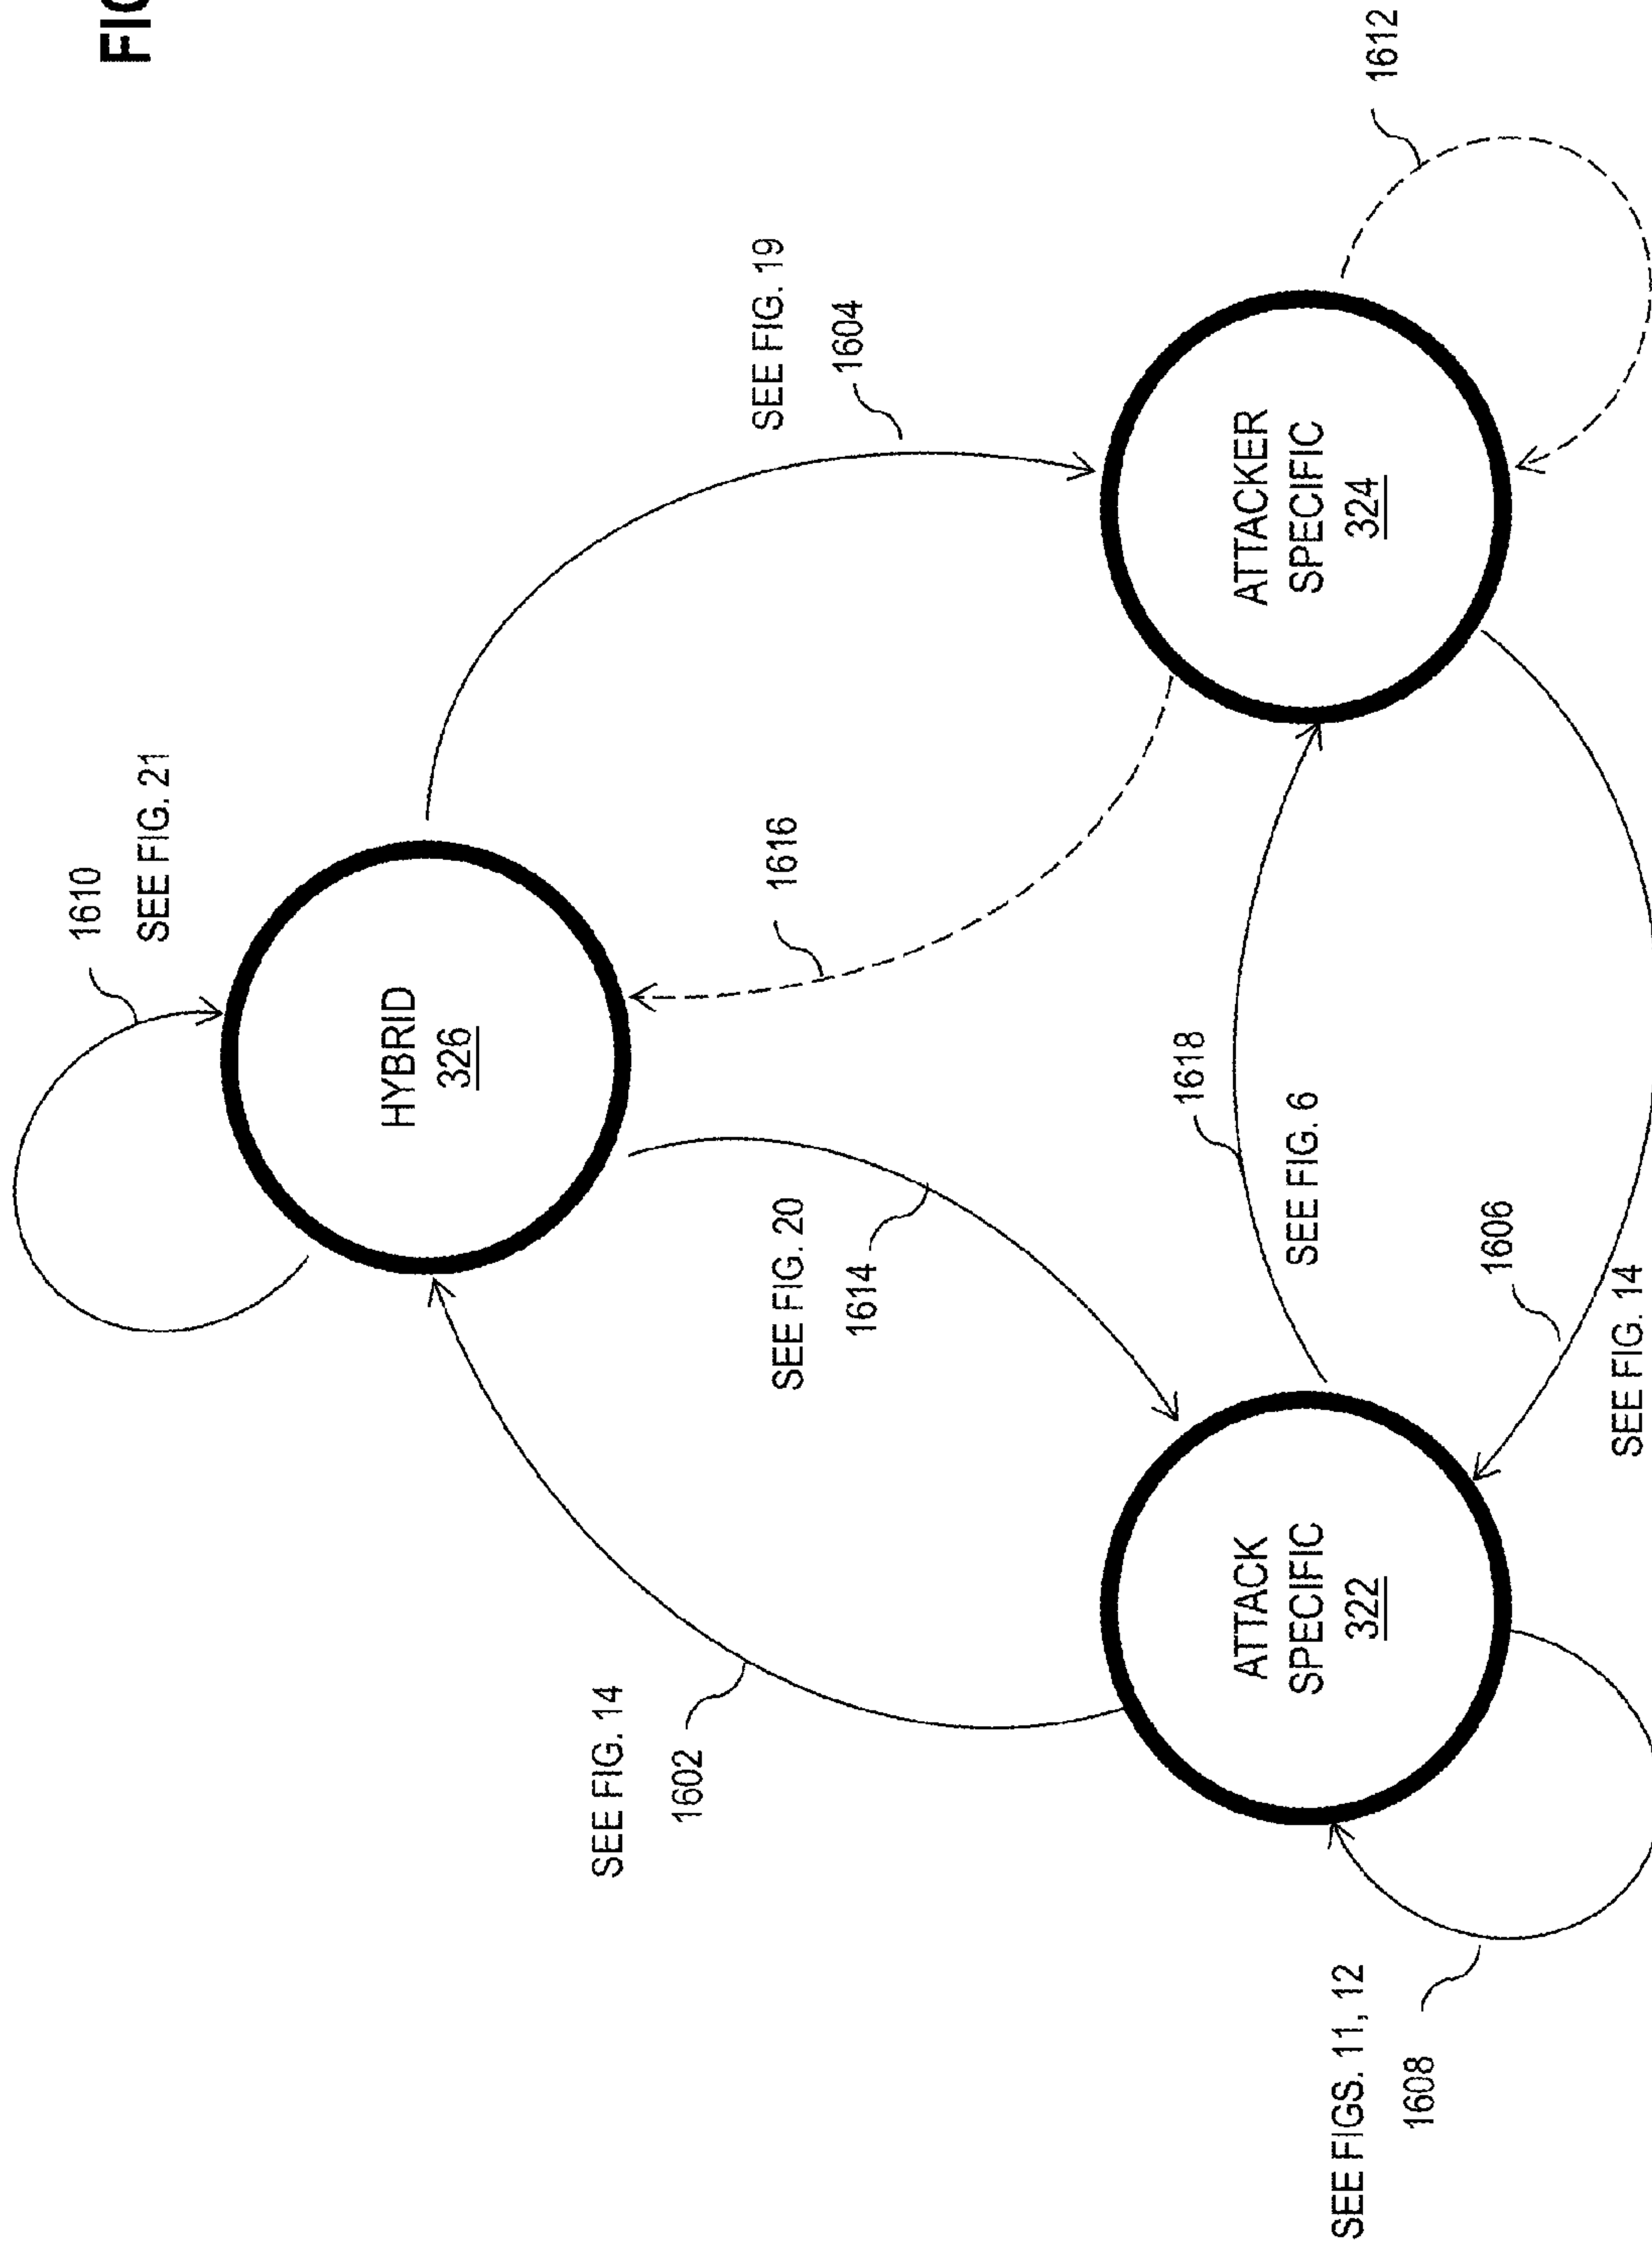 FIG
1610
SEE FIG. 21
HYBRID
326
SEE FIG. 14
1602
SEE FIG. 19
1604
1616
SEE FIG. 20
1614
1618
SEE FIG. 6
ATTACK
SPECIFIC
322
ATTACKER
SPECIFIC
324
SEE FIGS. 11, 12
1608
1606
SEE FIG. 14
1612